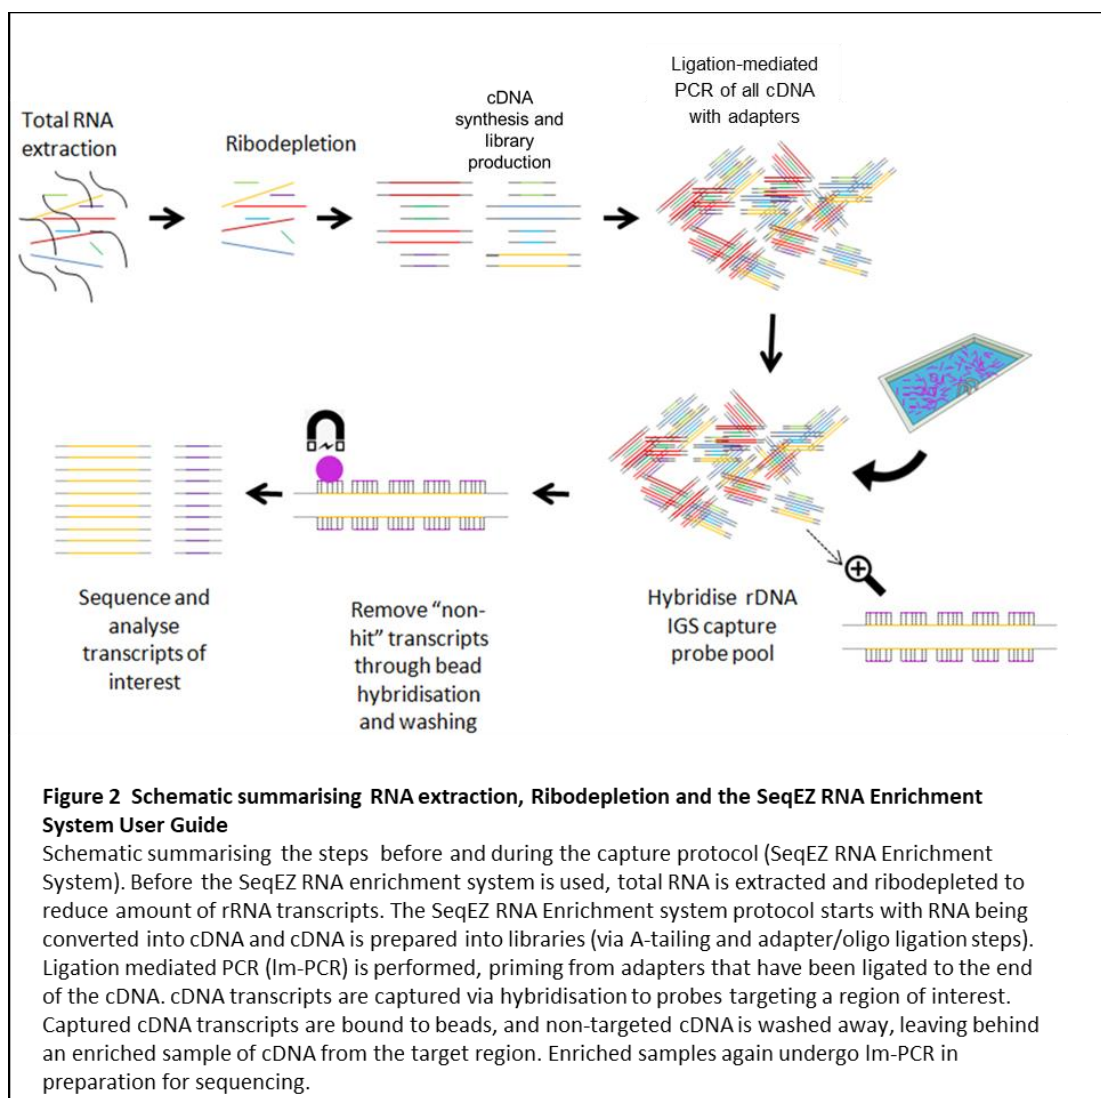 Total RNA
extraction
Ribodepletion
cDNA
synthesis and
library
production
Ligation-mediated
PCR of all cDNA
with adapters
Hybridise rDNA
IGS capture
probe pool
Remove “non-
hit” transcripts
through bead
hybridisation
and washing
Sequence and
analyse
transcripts of
interest
Figure 2 Schematic summarising RNA extraction, Ribodepletion and the SeqEZ RNA Enrichment
System User Guide
Schematic summarising the steps before and during the capture protocol (SeqEZ RNA Enrichment
System). Before the SeqEZ RNA enrichment system is used, total RNA is extracted and ribodepleted to
reduce amount of rRNA transcripts. The SeqEZ RNA Enrichment system protocol starts with RNA being
converted into cDNA and cDNA is prepared into libraries (via A-tailing and adapter/oligo ligation steps).
Ligation mediated PCR (lm-PCR) is performed, priming from adapters that have been ligated to the end
of the cDNA. cDNA transcripts are captured via hybridisation to probes targeting a region of interest.
Captured cDNA transcripts are bound to beads, and non-targeted cDNA is washed away, leaving behind
an enriched sample of cDNA from the target region. Enriched samples again undergo lm-PCR in
preparation for sequencing.